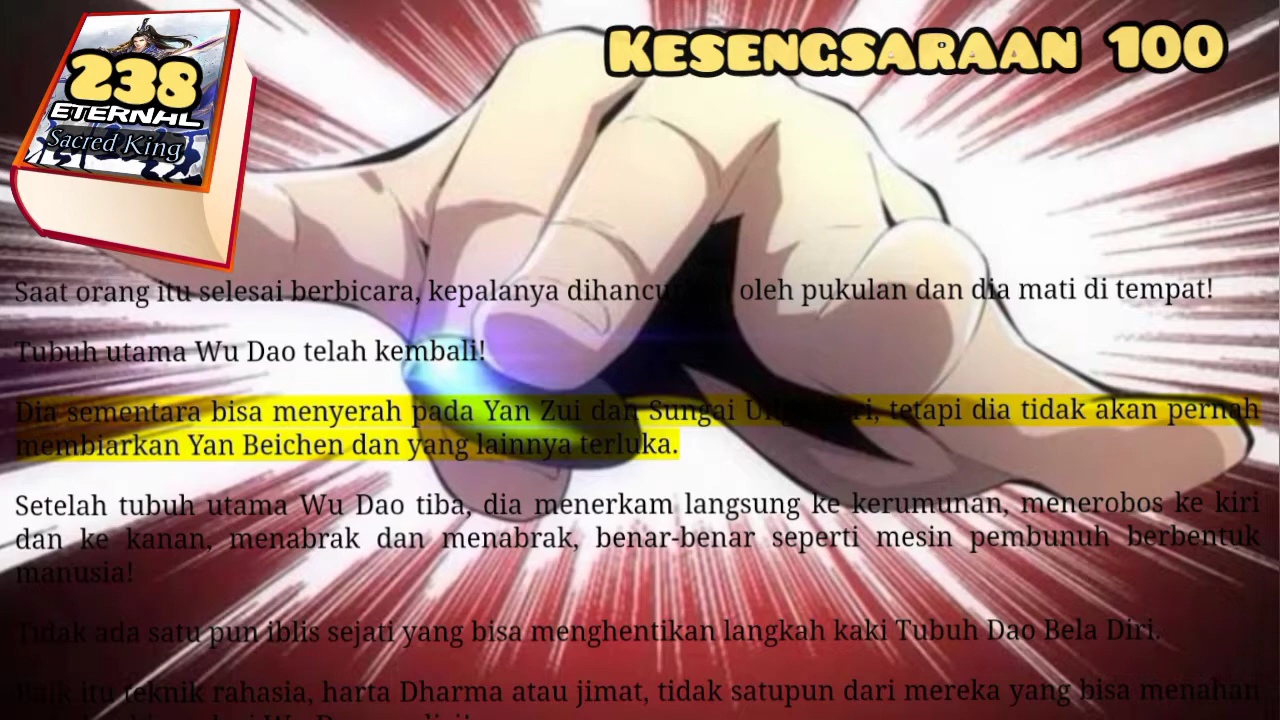 KESENGSARAAN 100
238
ETERNAL
Sacred King
Saat orang itu selesai berbicara, kepalanya oleh pukulan dan dia mati di tempat!
Tubuh utama Wu Dao telah kembali!
Dia sementara bisa menyerah pada Yan Zui dan Sungai tetapi dia tidak akan pernah
membiarkan Yan Beichen dan yang lainnya terluka.
Setelah tubuh utama Wu Dao tiba, dia menerkam langsung ke kerumunan, menerobos ke kiri
dan ke kanan, menabrak dan menabrak, benar-benar seperti mesin pembunuh berbentuk
manusia!
Tidak ada satu pun iblis sejati yang bisa menghentikan langkah kaki Tubuh Dao Bela Diri.
Baik itu teknik rahasia, harta Dharma atau jimat, tidak satupun dari mereka yang bisa menahan